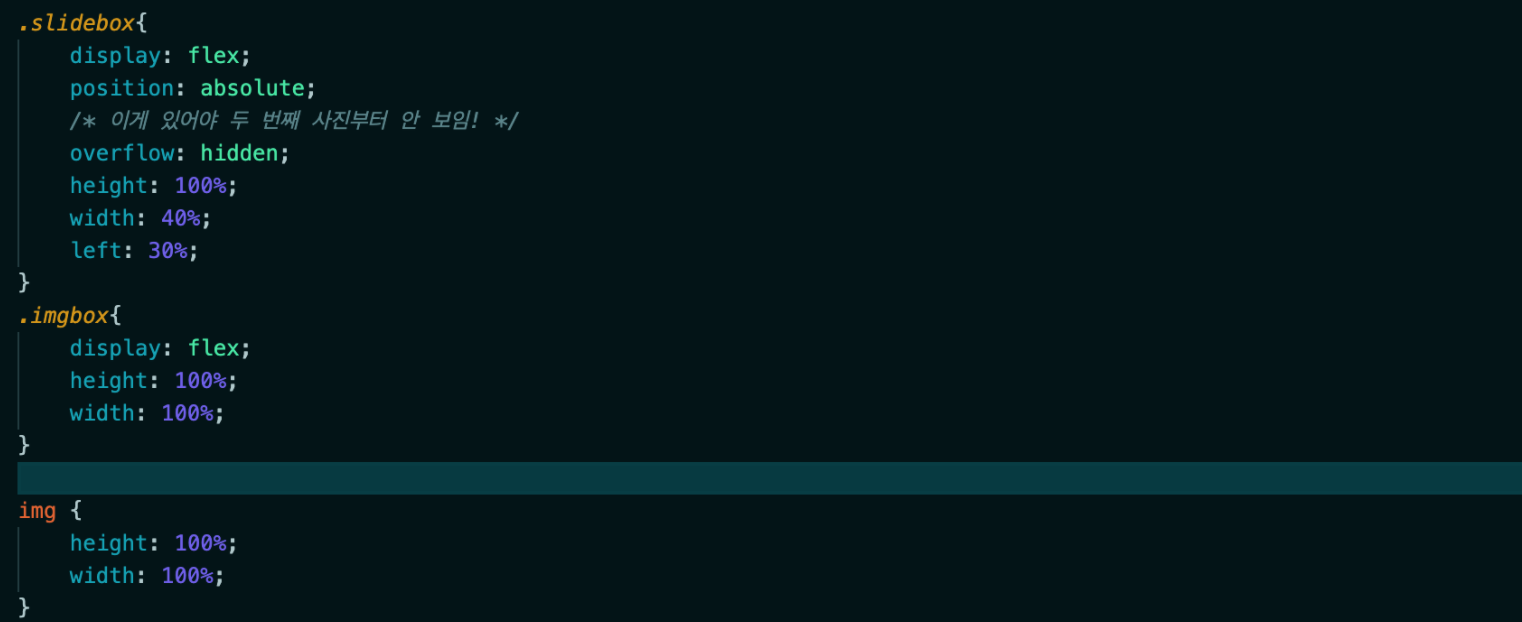 .slidebox{
    display: flex;
    position: absolute;
    /* 이게 있어야 두 번째 사진부터 안 보임! */
    overflow: hidden;
    height: 100%;
    width: 40%;
    left: 30%;
}
.imgbox{
    display: flex;
    height: 100%;
    width: 100%;
}

img {
    height: 100%;
    width: 100%;
}